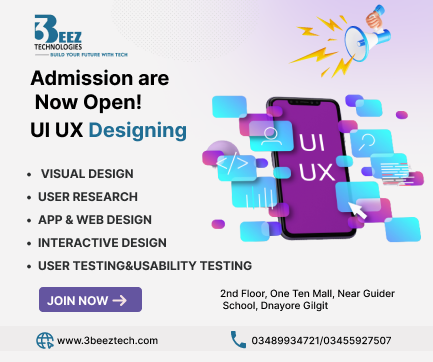 3BEEZ
TECHNOLOGIES
BUILD YOUR FUTURE WITH TECH
Admission are
Now Open!
UI UX Designing
UI
UX
• VISUAL DESIGN
• USER RESEARCH
• APP & WEB DESIGN
• INTERACTIVE DESIGN
• USER TESTING&USABILITY TESTING
JOIN NOW
2nd Floor, One Ten Mall, Near Guider
School, Dnayore Gilgit
www.3beeztech.com
03489934721/03455927507